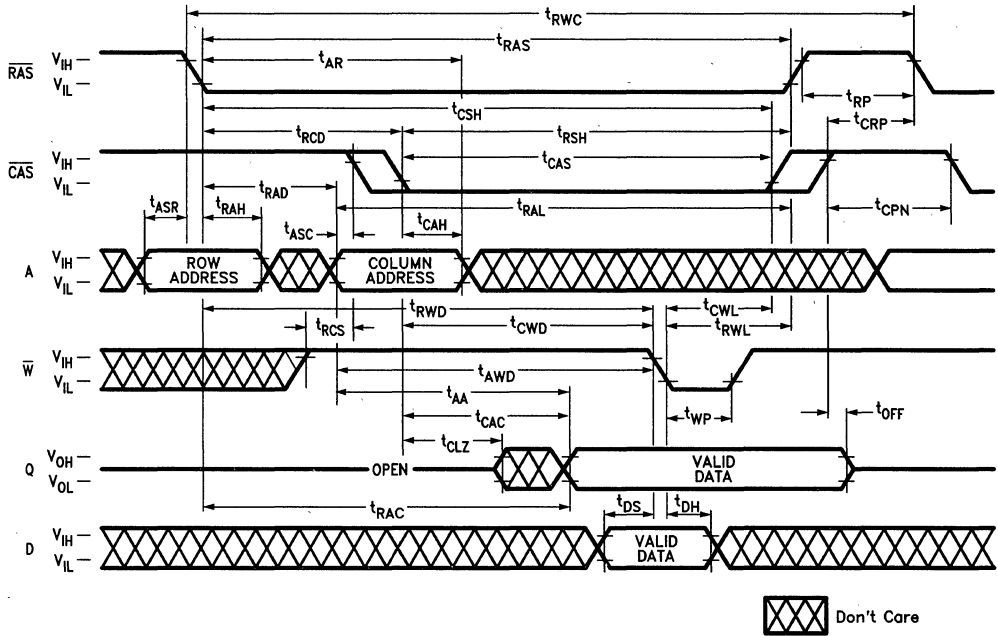 tRWC
tRAS
tAR
RAS VIH VIL
tCSH
tRP
tRCD
tRSH
tCRP
CAS VIH VIL
tCAS
tRAD
tRAL
tASR tRAH
tASC
tCAH
tCPN
A VIH VIL
ROW ADDRESS
COLUMN ADDRESS
tRWD
tCWL
tRCS
tCWD
tRWL
W VIH VIL
tAWD
tAA
tCAC
tWP
tOFF
tCLZ
Q VOH VOL
OPEN
VALID DATA
tRAC
tDS tDH
D VIH VIL
VALID DATA
Don't Care